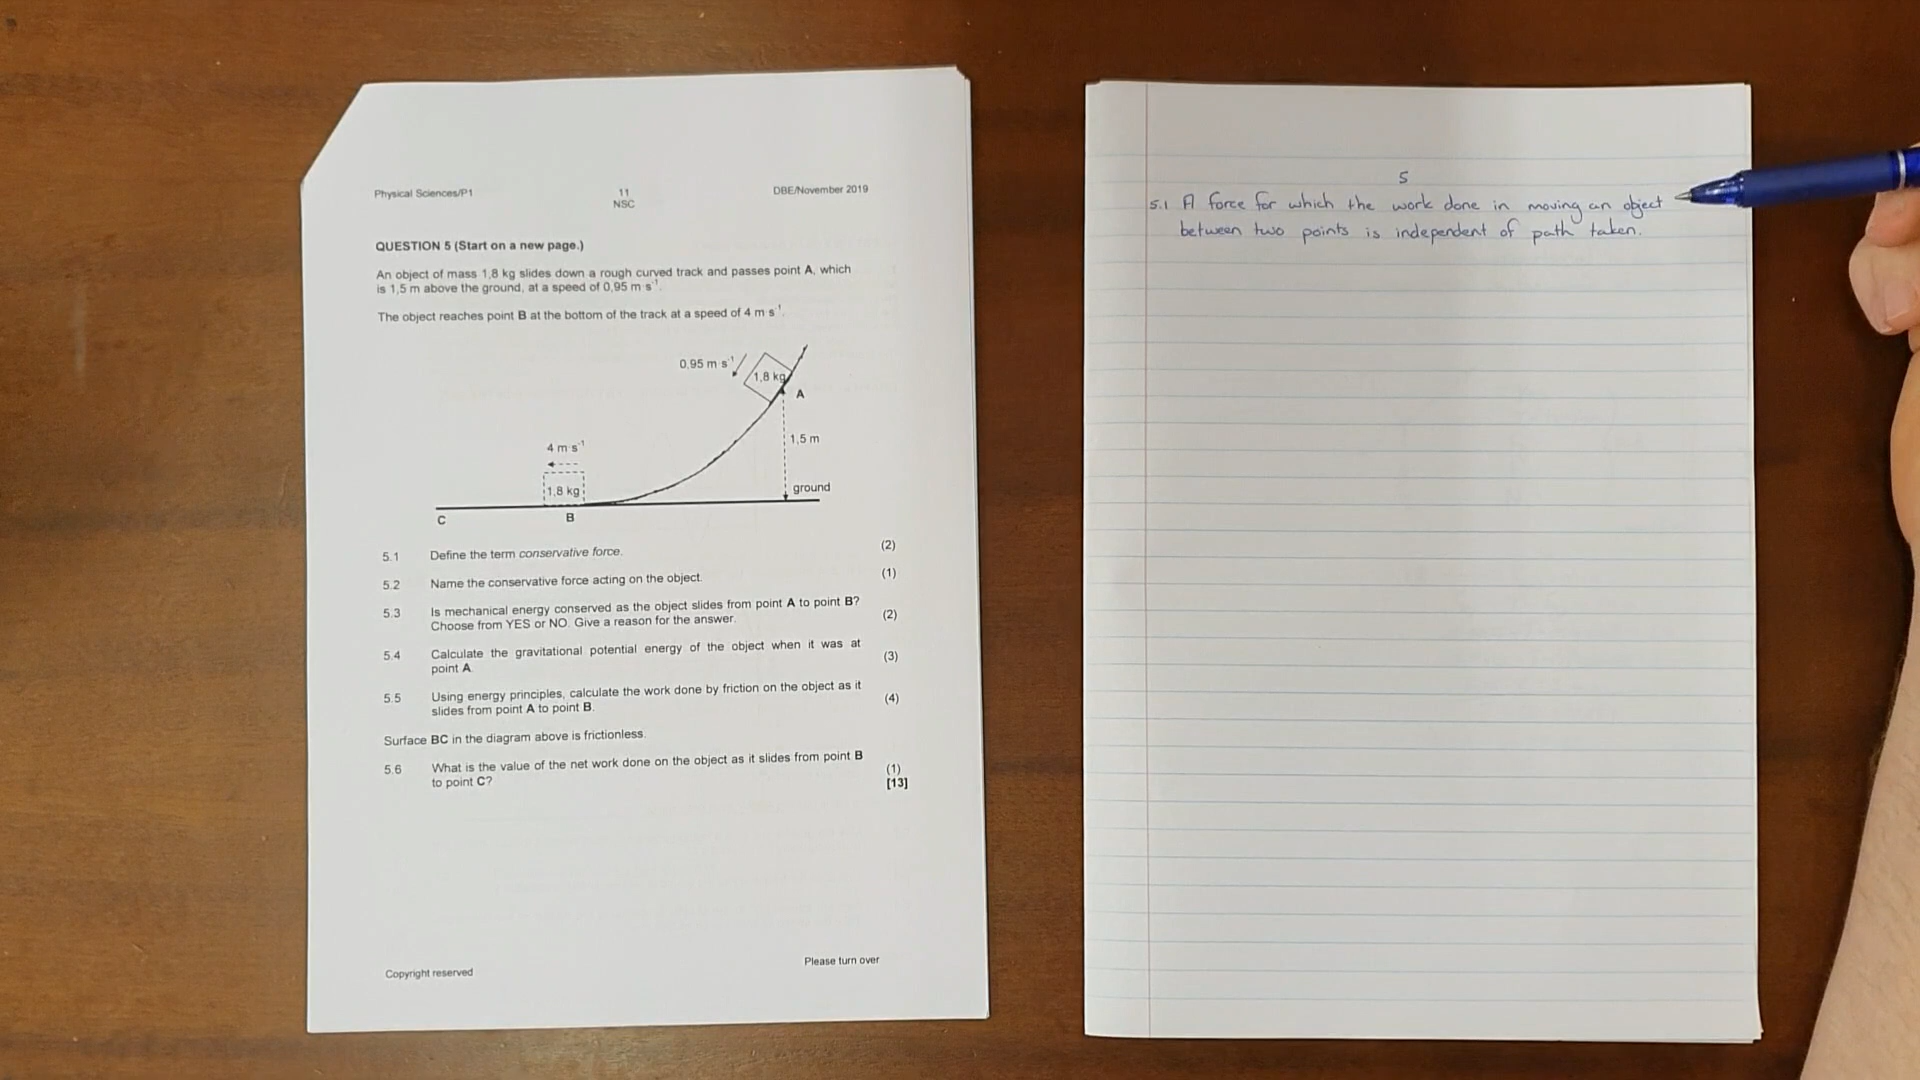 Physical Sciences/P1
11
NSC
DBE/November 2019
QUESTION 5 (Start on a new page.)
An object of mass 1,8 kg slides down a rough curved track and passes point A, which
is 1,5 m above the ground, at a speed of 0,95 m·s⁻¹.
The object reaches point B at the bottom of the track at a speed of 4 m·s⁻¹.
0,95 m·s⁻¹
1,8 kg
A
1,5 m
4 m·s⁻¹
1,8 kg
ground
C
B
5.1 Define the term conservative force. (2)
5.2 Name the conservative force acting on the object. (1)
5.3 Is mechanical energy conserved as the object slides from point A to point B?
Choose from YES or NO. Give a reason for the answer. (2)
5.4 Calculate the gravitational potential energy of the object when it was at
point A. (3)
5.5 Using energy principles, calculate the work done by friction on the object as it
slides from point A to point B. (4)
Surface BC in the diagram above is frictionless.
5.6 What is the value of the net work done on the object as it slides from point B
to point C? (1)
[13]
Copyright reserved
Please turn over
5
5.1 A force for which the work done in moving an object
between two points is independent of path taken.